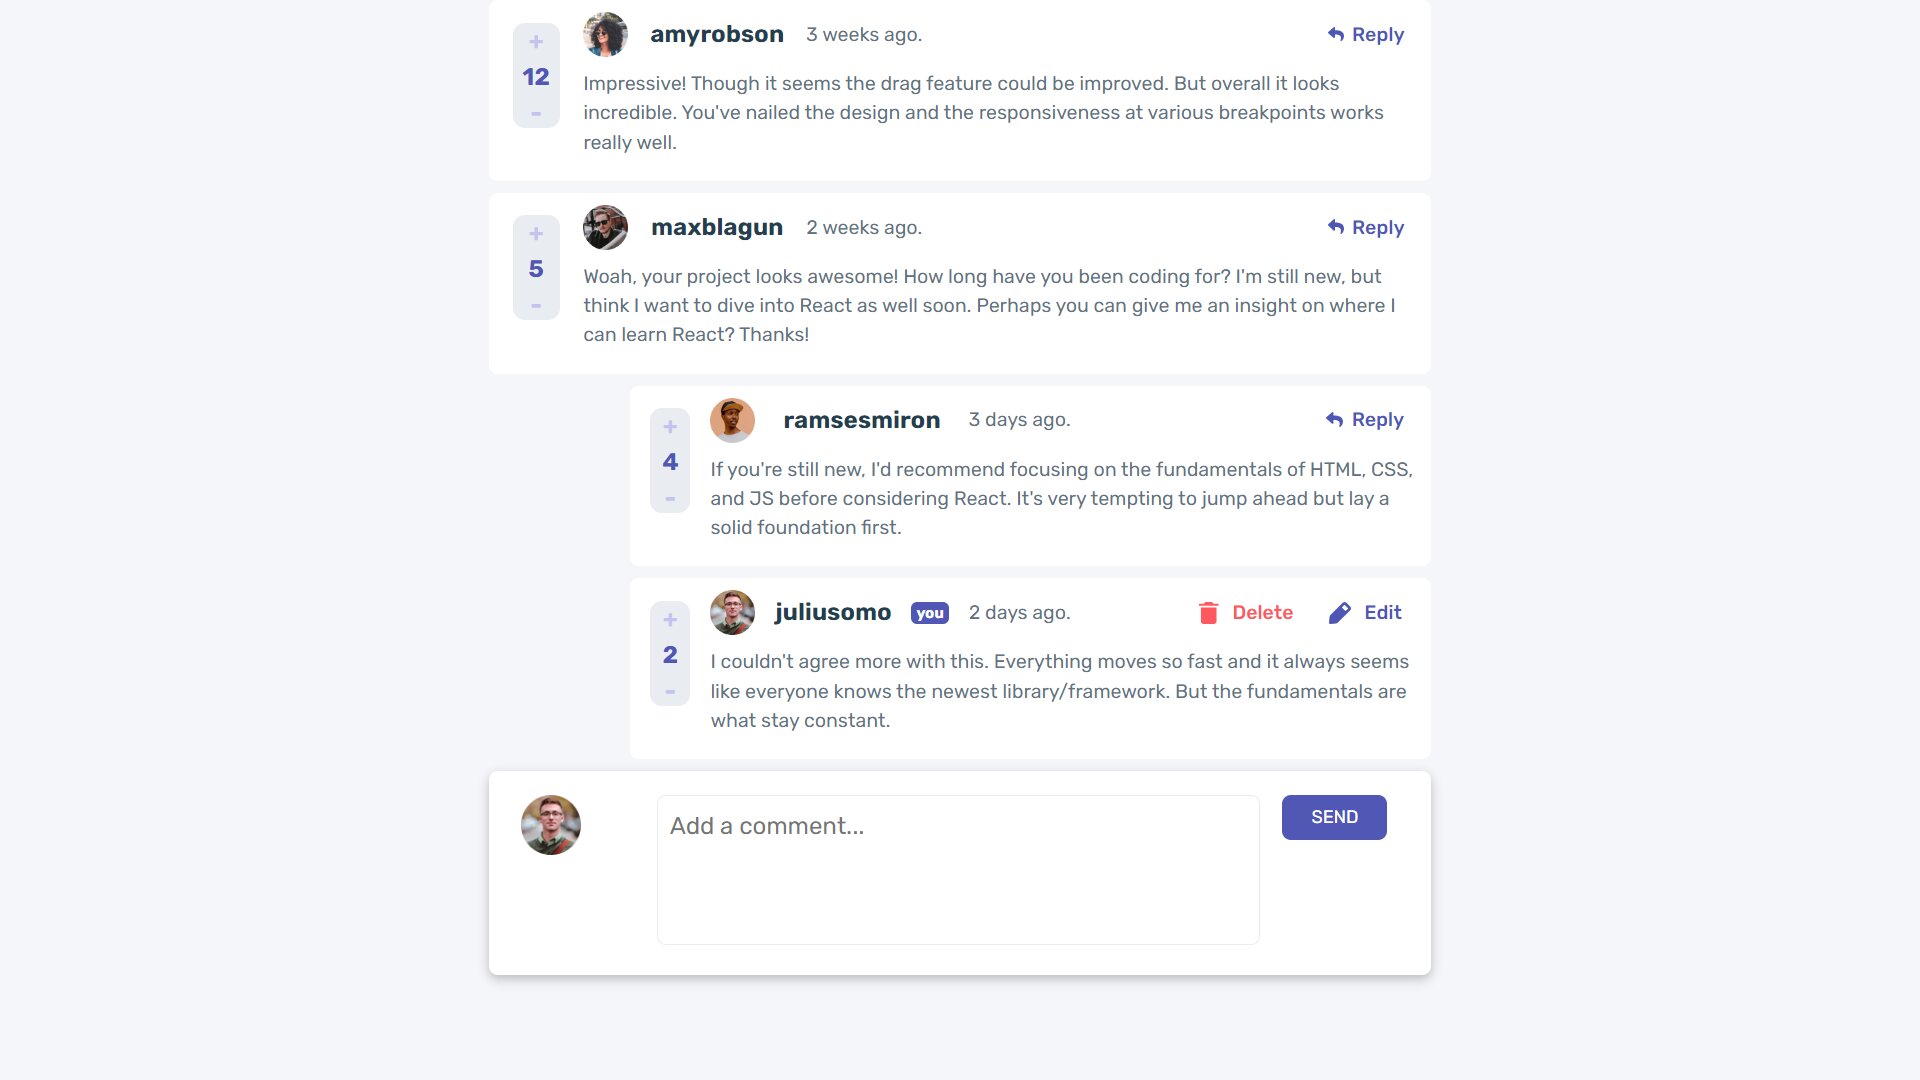 +
12
-
amyrobson 3 weeks ago. Reply
Impressive! Though it seems the drag feature could be improved. But overall it looks
incredible. You've nailed the design and the responsiveness at various breakpoints works
really well.
+
5
-
maxblagun 2 weeks ago. Reply
Woah, your project looks awesome! How long have you been coding for? I'm still new, but
think I want to dive into React as well soon. Perhaps you can give me an insight on where I
can learn React? Thanks!
+
4
-
ramsesmiron 3 days ago. Reply
If you're still new, I'd recommend focusing on the fundamentals of HTML, CSS,
and JS before considering React. It's very tempting to jump ahead but lay a
solid foundation first.
+
2
-
juliusomo you 2 days ago. Delete Edit
I couldn't agree more with this. Everything moves so fast and it always seems
like everyone knows the newest library/framework. But the fundamentals are
what stay constant.
Add a comment... SEND